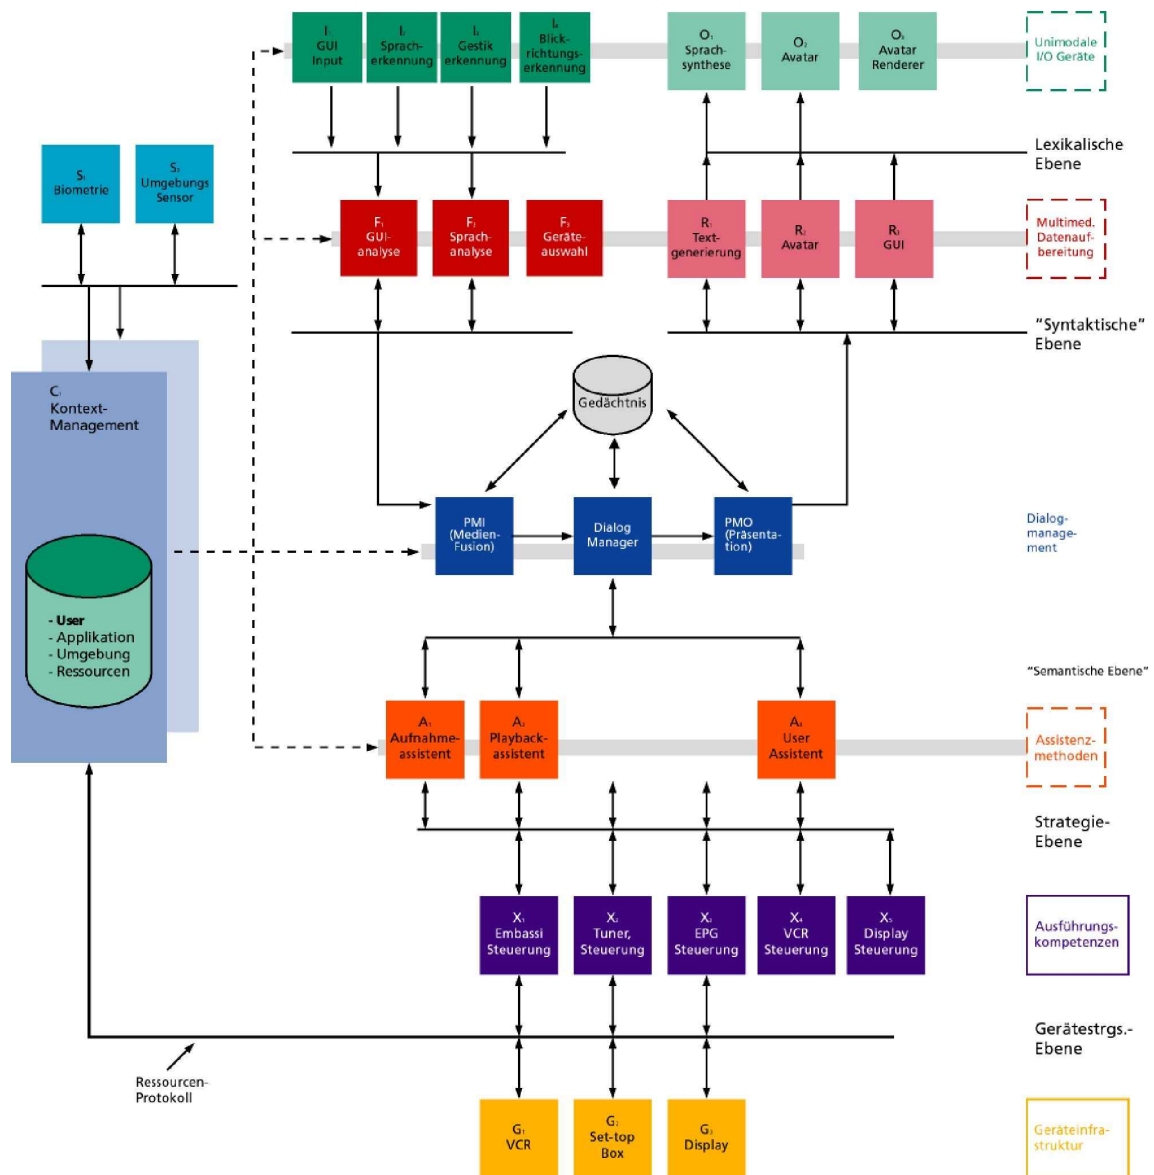 I₁
GUI
Input
I₂
Sprach-
erkennung
I₃
Gestik
erkennung
I₄
Blick-
richtungs-
erkennung
O₁
Sprach-
synthese
O₂
Avatar
O₃
Avatar
Renderer
Unimodale
I/O Geräte
Lexikalische
Ebene
S₁
Biometrie
S₂
Umgebungs
Sensor
F₁
GUI-
analyse
F₂
Sprach-
analyse
F₃
Geräte-
auswahl
R₁
Text-
generierung
R₂
Avatar
R₃
GUI
Multimed.
Datenauf-
bereitung
"Syntaktische"
Ebene
C₁
Kontext-
Management
Gedächtnis
PMI
(Medien-
Fusion)
Dialog
Manager
PMO
(Präsenta-
tion)
Dialog-
manage-
ment
- User
- Applikation
- Umgebung
- Ressourcen
"Semantische Ebene"
Aufnahme-
assistent
Playback-
assistent
User
Assistent
Assistenz-
methoden
Strategie-
Ebene
X₁
Embassi
Steuerung
X₂
Tuner,
Steuerung
X₃
EPG
Steuerung
X₄
VCR
Steuerung
X₅
Display
Steuerung
Ausführungs-
kompetenzen
Gerätestrgs.-
Ebene
Ressourcen-
Protokoll
G₁
VCR
G₂
Set-top
Box
G₃
Display
Geräteinfra-
struktur